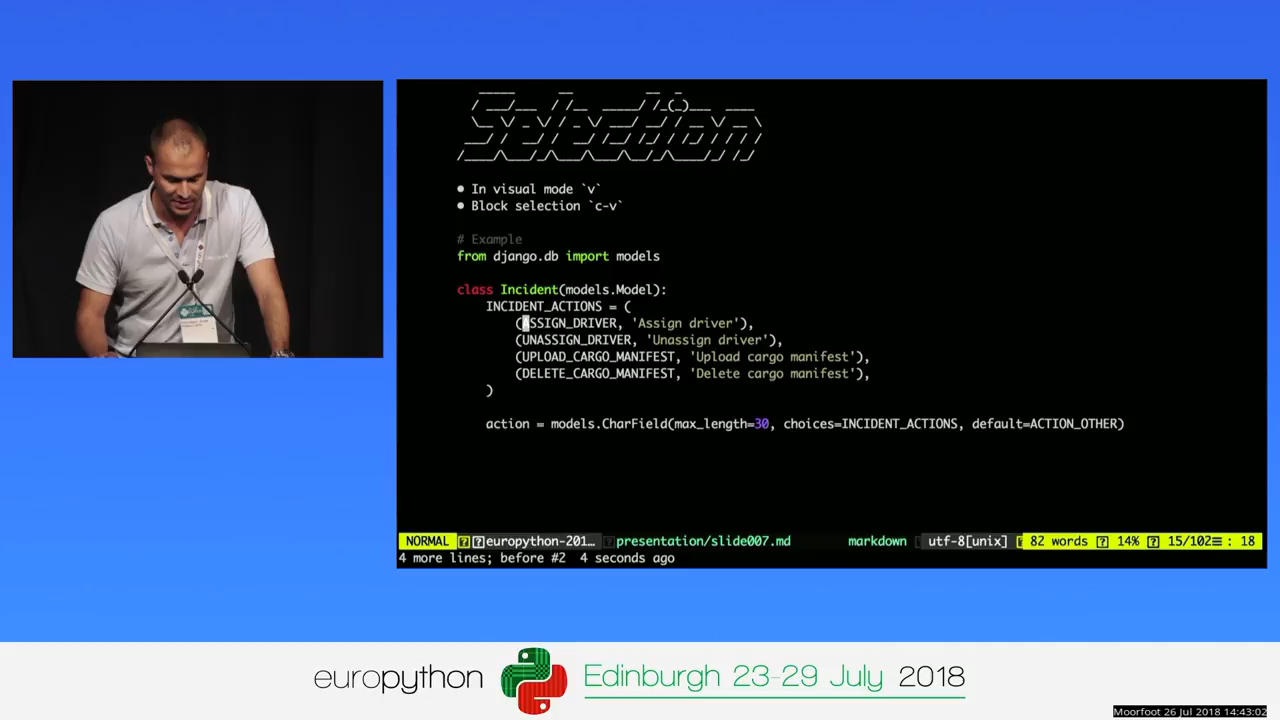 Selection
● In visual mode `v`
● Block selection `c-v`
# Example
from django.db import models
class Incident(models.Model):
INCIDENT_ACTIONS = (
(ASSIGN_DRIVER, 'Assign driver'),
(UNASSIGN_DRIVER, 'Unassign driver'),
(UPLOAD_CARGO_MANIFEST, 'Upload cargo manifest'),
(DELETE_CARGO_MANIFEST, 'Delete cargo manifest'),
)
action = models.CharField(max_length=30, choices=INCIDENT_ACTIONS, default=ACTION_OTHER)
NORMAL europython-201… presentation/slide007.md markdown utf-8[unix] 82 words 14% 15/102≡ : 18
4 more lines; before #2 4 seconds ago
europython Edinburgh 23-29 July 2018
Moorfoot 26 Jul 2018 14:43:02